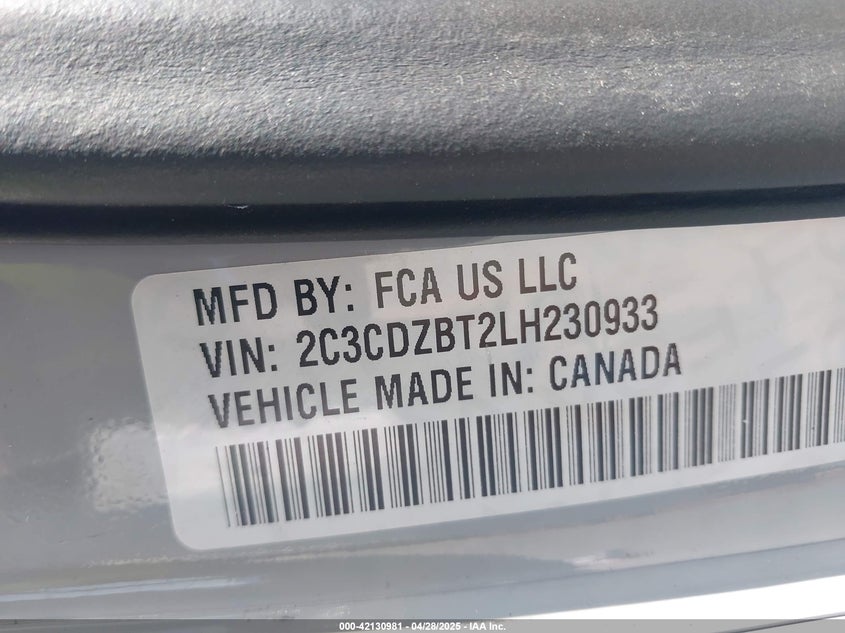 MFD BY: FCA US LLC
VIN: 2C3CDZBT2LH230933
VEHICLE MADE IN: CANADA
000-42130981 - 04/28/2025 - IAA Inc.